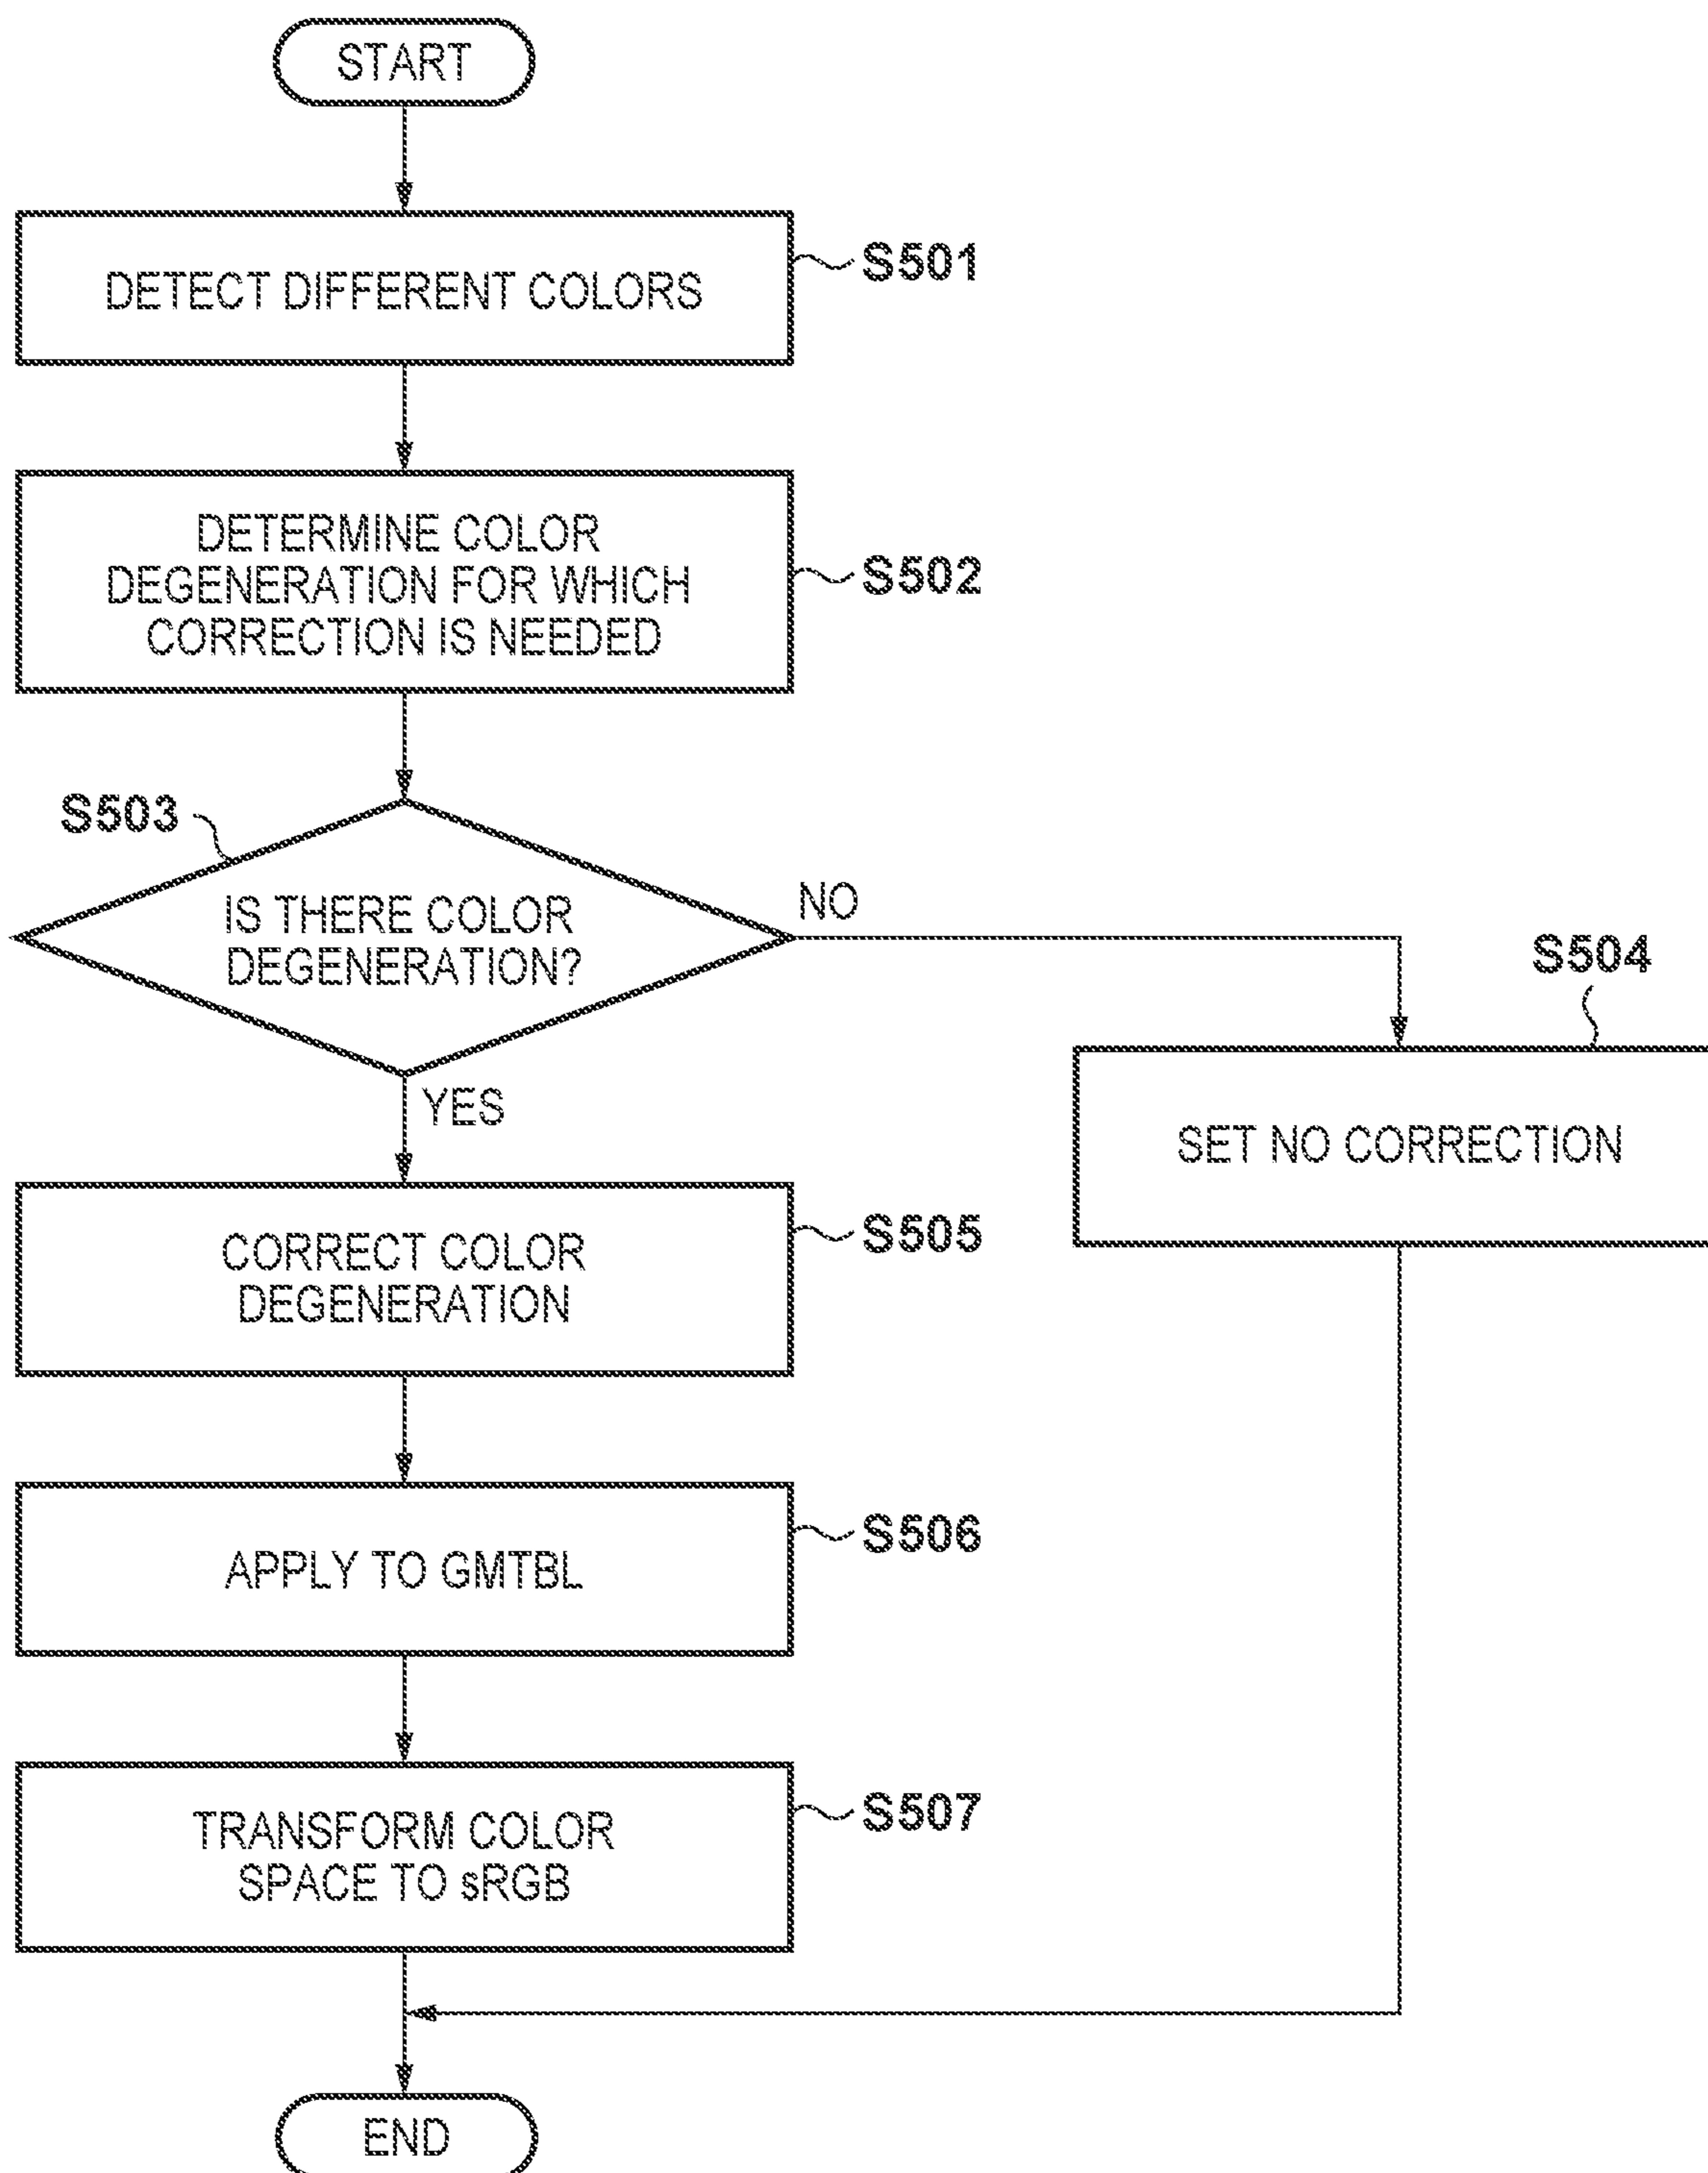 START
DETECT DIFFERENT COLORS
S501
DETERMINE COLOR
DEGENERATION FOR WHICH
CORRECTION IS NEEDED
S502
S503
IS THERE COLOR
DEGENERATION?
NO
YES
S504
SET NO CORRECTION
CORRECT COLOR
DEGENERATION
S505
APPLY TO GMTBL
S506
TRANSFORM COLOR
SPACE TO sRGB
S507
END